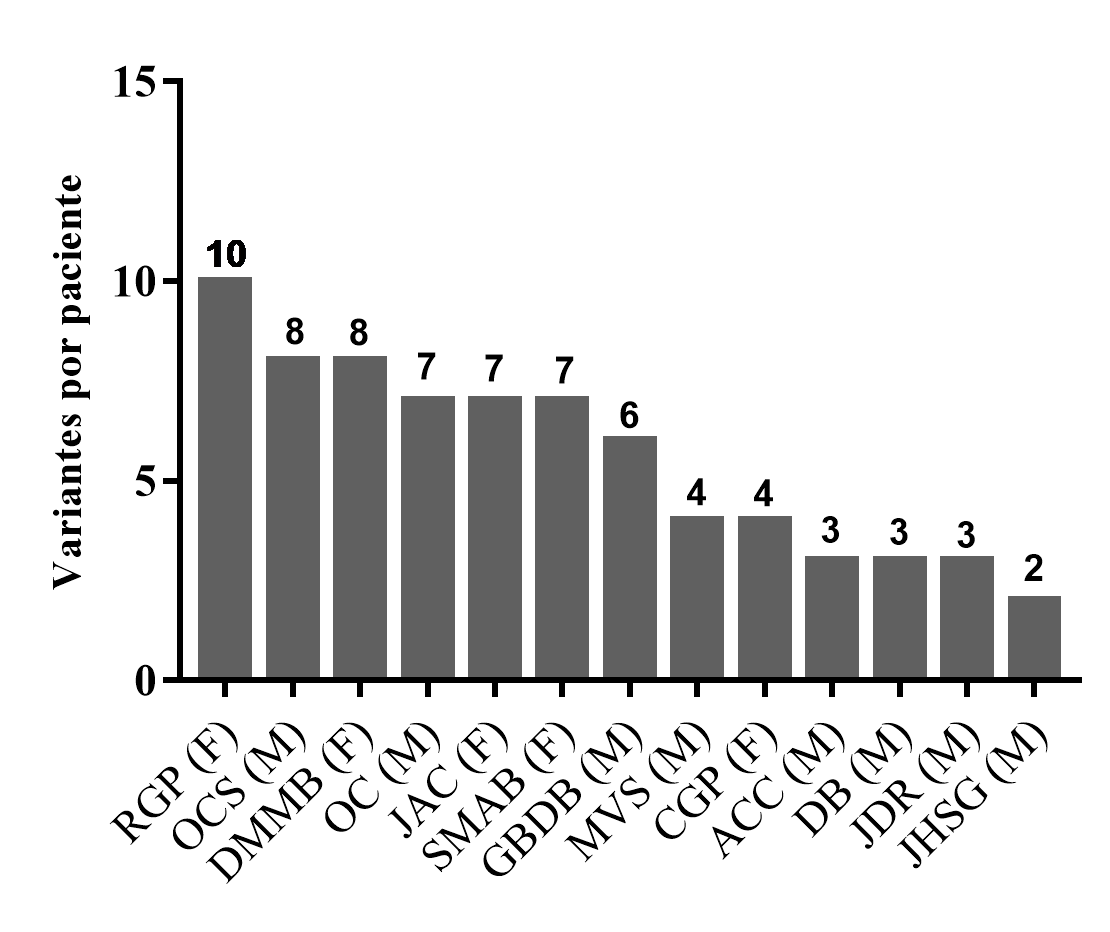 Variantes por paciente
15
10
5
0
10
8
8
7
7
7
6
4
4
3
3
3
2
RGP (F)
OCS (M)
DMMB (F)
OC (M)
JAC (F)
SMAB (F)
GBDB (M)
MVS (M)
CGP (F)
ACC (M)
DB (M)
JDR (M)
JHSG (M)